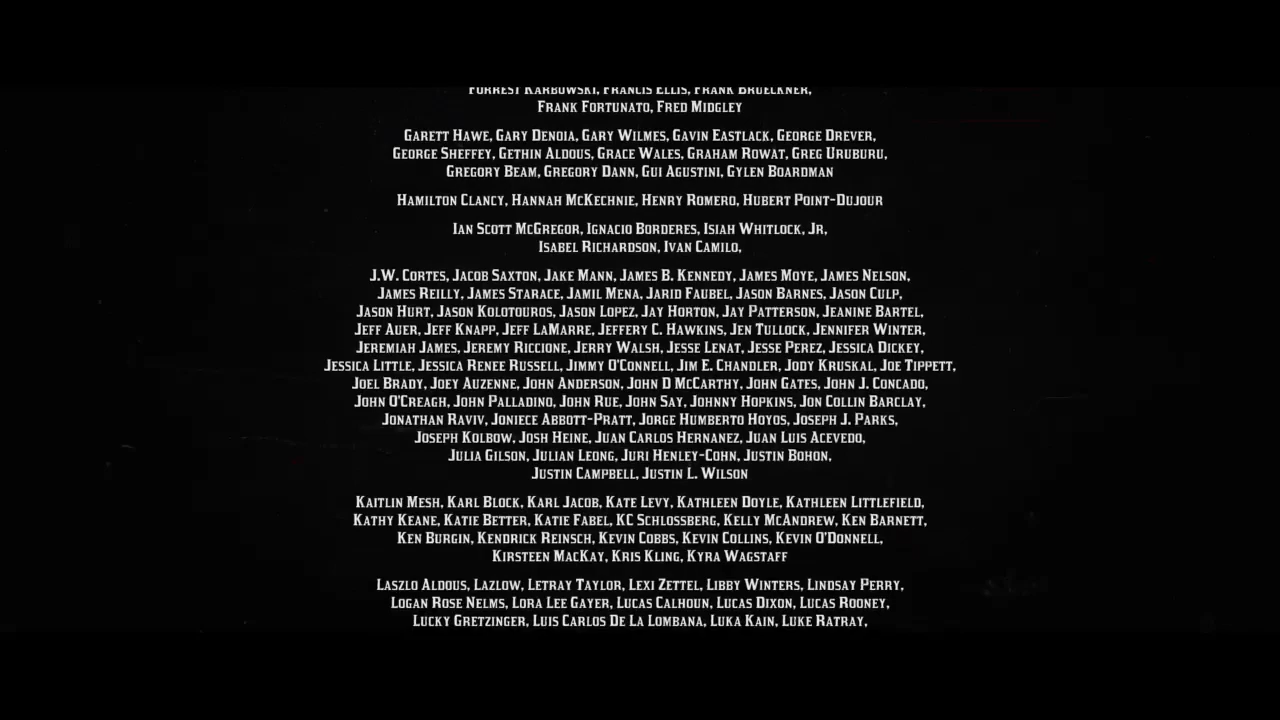 Forrest Karbowski, Francis Ellis, Frank Bruelkner,
Frank Fortunato, Fred Midgley
Garett Hawe, Gary Denoia, Gary Wilmes, Gavin Eastlack, George Drever,
George Sheffey, Gethin Aldous, Grace Wales, Graham Rowat, Greg Uruburu,
Gregory Beam, Gregory Dann, Gui Agustini, Gylen Boardman
Hamilton Clancy, Hannah McKechnie, Henry Romero, Hubert Point-Dujour
Ian Scott McGregor, Ignacio Borderes, Isiah Whitlock, Jr,
Isabel Richardson, Ivan Camilo,
J.W. Cortes, Jacob Saxton, Jake Mann, James B. Kennedy, James Moye, James Nelson,
James Reilly, James Starace, Jamil Mena, Jarid Faubel, Jason Barnes, Jason Culp,
Jason Hurt, Jason Kolotouros, Jason Lopez, Jay Horton, Jay Patterson, Jeanine Bartel,
Jeff Auer, Jeff Knapp, Jeff LaMarre, Jeffery C. Hawkins, Jen Tullock, Jennifer Winter,
Jeremiah James, Jeremy Riccione, Jerry Walsh, Jesse Lenat, Jesse Perez, Jessica Dickey,
Jessica Little, Jessica Renee Russell, Jimmy O'Connell, Jim E. Chandler, Jody Kruskal, Joe Tippett,
Joel Brady, Joey Auzenne, John Anderson, John D McCarthy, John Gates, John J. Concado,
John O'Creagh, John Palladino, John Rue, John Say, Johnny Hopkins, Jon Collin Barclay,
Jonathan Raviv, Joniece Abbott-Pratt, Jorge Humberto Hoyos, Joseph J. Parks,
Joseph Kolbow, Josh Heine, Juan Carlos Hernanez, Juan Luis Acevedo,
Julia Gilson, Julian Leong, Juri Henley-Cohn, Justin Bohon,
Justin Campbell, Justin L. Wilson
Kaitlin Mesh, Karl Block, Karl Jacob, Kate Levy, Kathleen Doyle, Kathleen Littlefield,
Kathy Keane, Katie Better, Katie Fabel, KC Schlossberg, Kelly McAndrew, Ken Barnett,
Ken Burgin, Kendrick Reinsch, Kevin Cobbs, Kevin Collins, Kevin O'Donnell,
Kirsteen MacKay, Kris Kling, Kyra Wagstaff
Laszlo Aldous, Lazlow, Letray Taylor, Lexi Zettel, Libby Winters, Lindsay Perry,
Logan Rose Nelms, Lora Lee Gayer, Lucas Calhoun, Lucas Dixon, Lucas Rooney,
Lucky Gretzinger, Luis Carlos De La Lombana, Luka Kain, Luke Ratray,